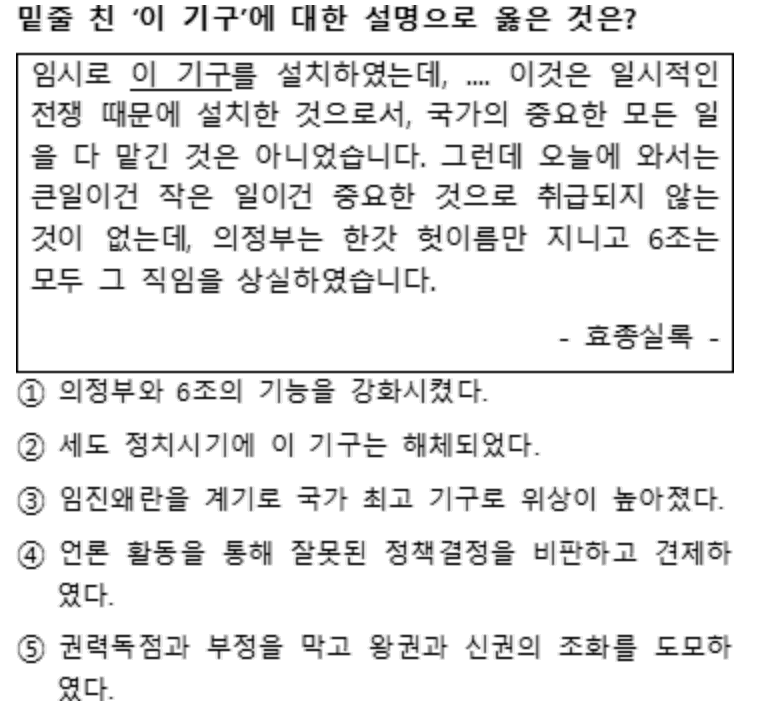 밑줄 친 ‘이 기구’에 대한 설명으로 옳은 것은?
임시로 이 기구를 설치하였는데, .... 이것은 일시적인
전쟁 때문에 설치한 것으로서, 국가의 중요한 모든 일
을 다 맡긴 것은 아니었습니다. 그런데 오늘에 와서는
큰일이건 작은 일이건 중요한 것으로 취급되지 않는
것이 없는데, 의정부는 한갓 헛이름만 지니고 6조는
모두 그 직임을 상실하였습니다.
- 효종실록 -
① 의정부와 6조의 기능을 강화시켰다.
② 세도 정치시기에 이 기구는 해체되었다.
③ 임진왜란을 계기로 국가 최고 기구로 위상이 높아졌다.
④ 언론 활동을 통해 잘못된 정책결정을 비판하고 견제하
였다.
⑤ 권력독점과 부정을 막고 왕권과 신권의 조화를 도모하
였다.